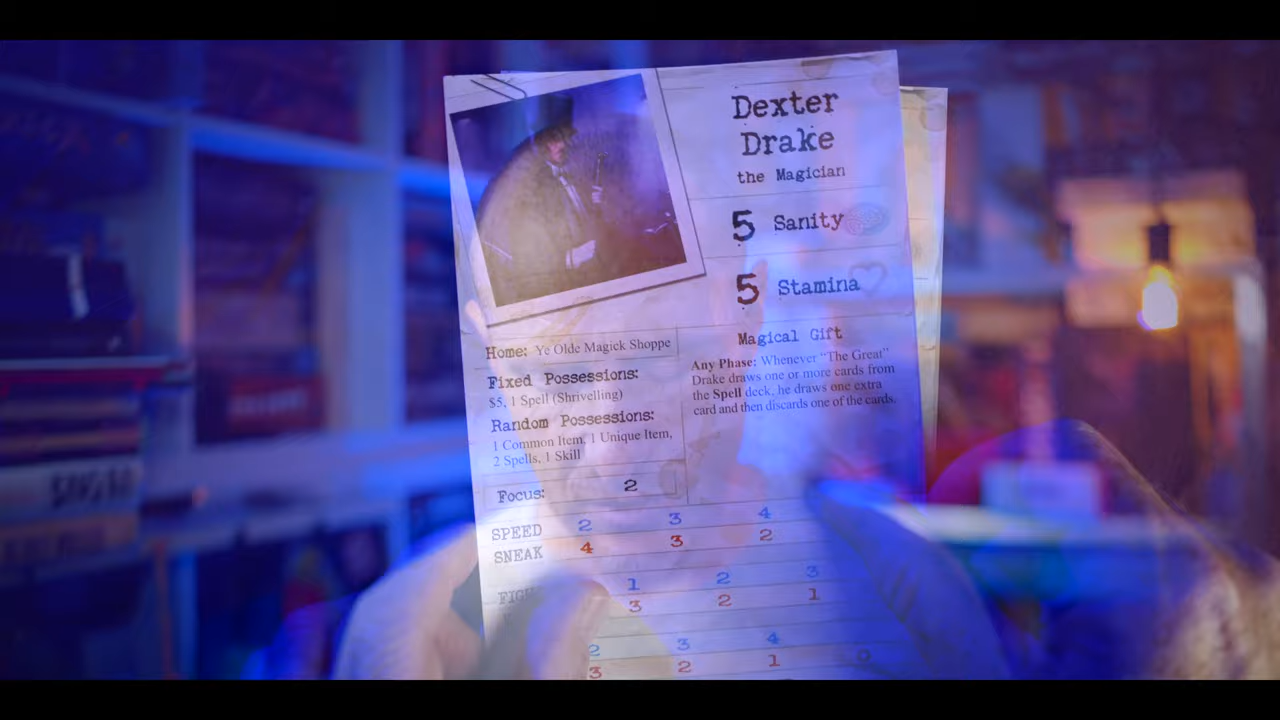 Dexter
Drake
the Magician
5 Sanity
5 Stamina
Home: Ye Olde Magick Shoppe
Fixed Possessions:
$5, 1 Spell (Shrivelling)
Random Possessions:
1 Common Item, 1 Unique Item,
2 Spells, 1 Skill
Focus: 2
Magical Gift
Any Phase: Whenever "The Great"
Drake draws one or more cards from
the Spell deck, he draws one extra
card and then discards one of the cards.
SPEED 2 3 4
SNEAK 4 3 2
1 2 3
3 2 1
2 3 4
3 2 1